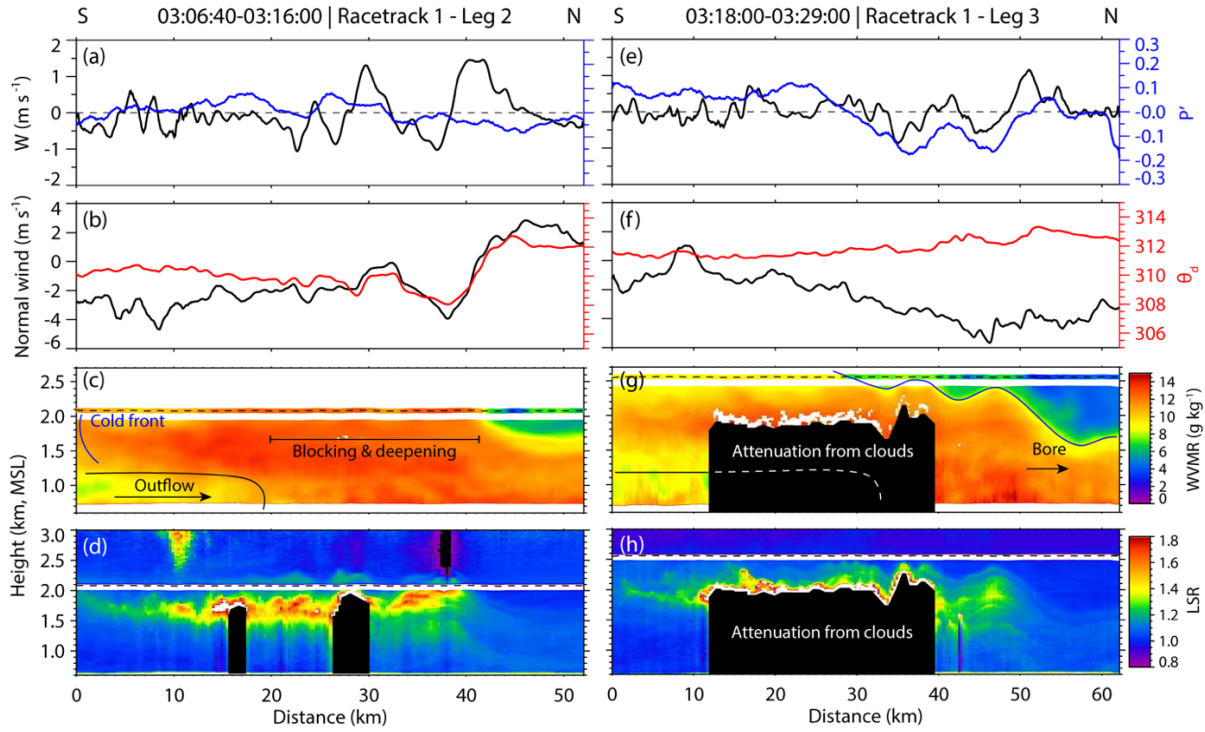 S 03:06:40-03:16:00 | Racetrack 1 - Leg 2 N
S 03:18:00-03:29:00 | Racetrack 1 - Leg 3 N
(a)
W (m s⁻¹)
2
1
0
-1
-2
(e)
0.3
0.2
0.1
-0.0
-0.1
-0.2
-0.3
P'
(b)
Normal wind (m s⁻¹)
4
2
0
-2
-4
-6
(f)
314
312
310
308
306
θd
(c)
2.5
2.0
1.5
1.0
Cold front
Blocking & deepening
Outflow
(g)
Attenuation from clouds
Bore
14
12
10
8
6
4
2
0
WVMR (g kg⁻¹)
Height (km, MSL)
(d)
3.0
2.5
2.0
1.5
1.0
(h)
Attenuation from clouds
1.8
1.6
1.4
1.2
1.0
0.8
LSR
0 10 20 30 40 50
Distance (km)
0 10 20 30 40 50 60
Distance (km)